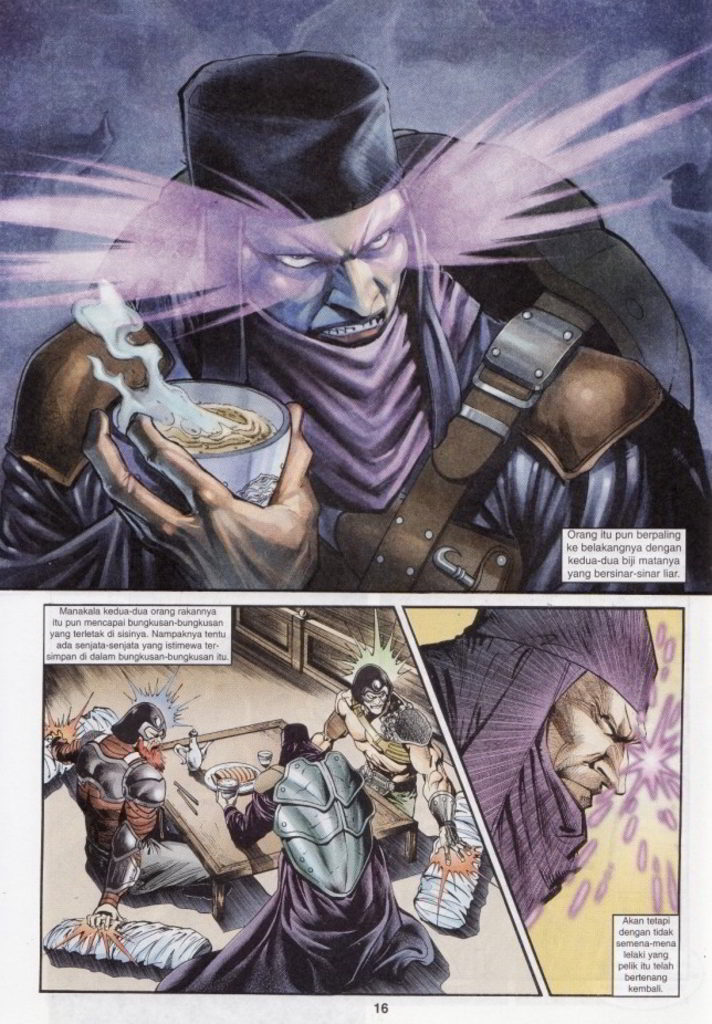 Orang itu pun berpaling
ke belakangnya dengan
kedua-dua biji matanya
yang bersinar-sinar liar.
Manakala kedua-dua orang rakannya
itu pun mencapai bungkusan-bungkusan
yang terletak di sisinya. Nampaknya tentu
ada senjata-senjata yang istimewa ter-
simpan di dalam bungkusan-bungkusan itu.
Akan tetapi
dengan tidak
semena-mena
lelaki yang
pelik itu telah
bertenang
kembali.
16